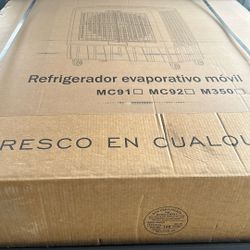 Refrigerador evaporativo móvil
MC91□ MC92□ M350□
RESCO EN CUALQU